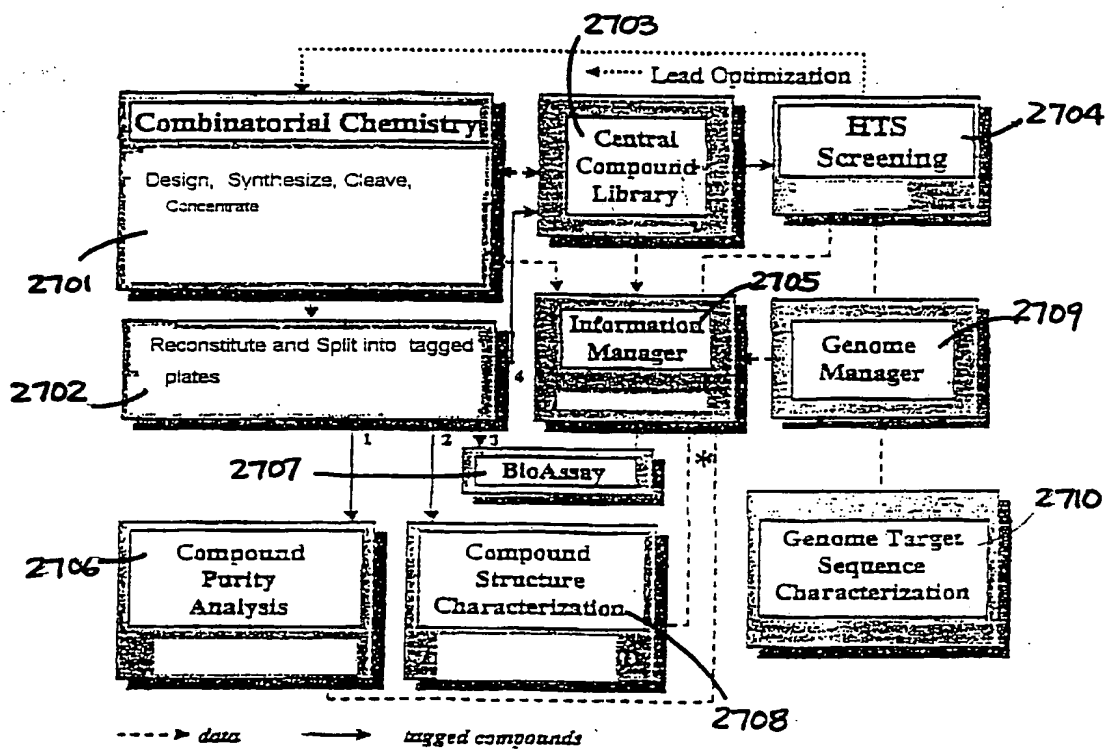 2703
Lead Optimization
Combinatorial Chemistry
Design, Synthesize, Cleave,
Concentrate
2701
Central
Compound
Library
HTS
Screening
2704
2705
Reconstitute and Split into tagged
plates
2702
4
Information
Manager
Genome
Manager
2709
1
2
3
2707
BioAssay
*
2706
Compound
Purity
Analysis
Compound
Structure
Characterization
2708
Genome Target
Sequence
Characterization
2710
data
tagged compounds